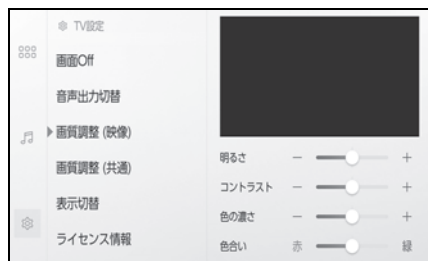 TV設定
画面Off
音声出力切替
画質調整 (映像)
画質調整 (共通)
表示切替
ライセンス情報
明るさ － ＋
コントラスト － ＋
色の濃さ － ＋
色合い 赤 緑